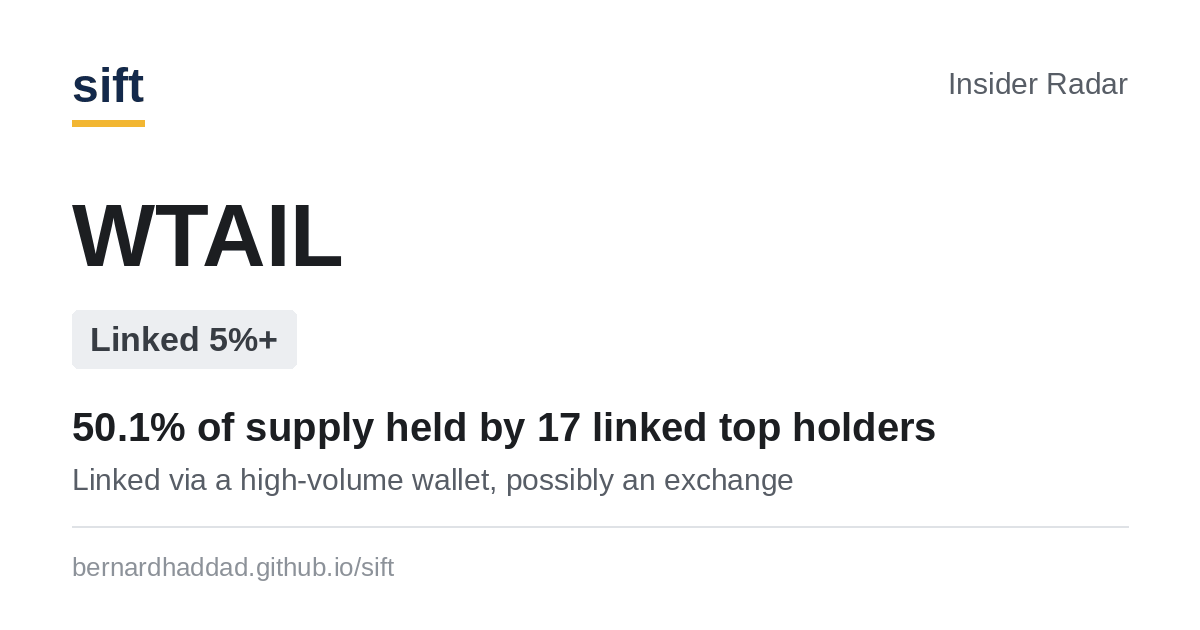 sift
Insider Radar
WTAIL
Linked 5%+
50.1% of supply held by 17 linked top holders
Linked via a high-volume wallet, possibly an exchange
bernardhaddad.github.io/sift